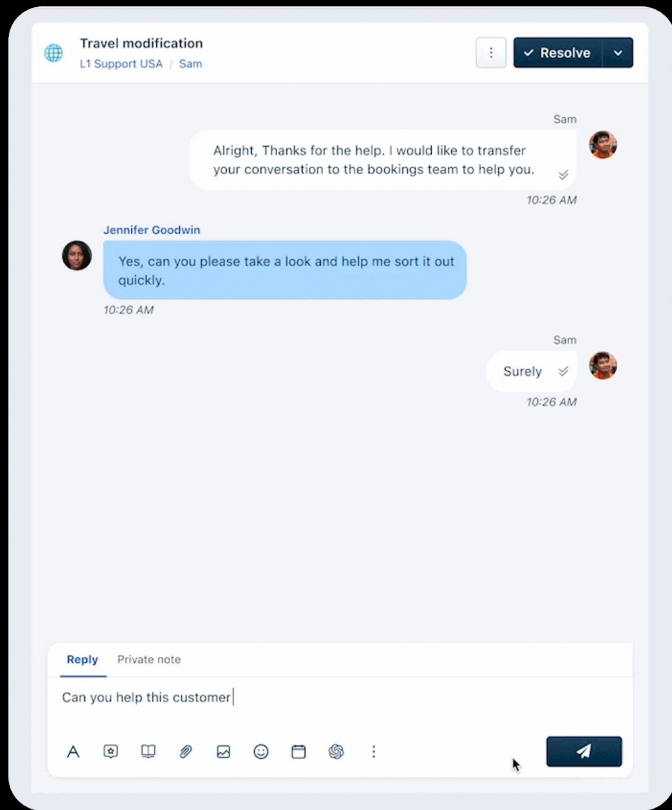 Travel modification
L1 Support USA / Sam
Resolve
Sam
Alright, Thanks for the help. I would like to transfer
your conversation to the bookings team to help you.
10:26 AM
Jennifer Goodwin
Yes, can you please take a look and help me sort it out
quickly.
10:26 AM
Sam
Surely
10:26 AM
Reply Private note
Can you help this customer